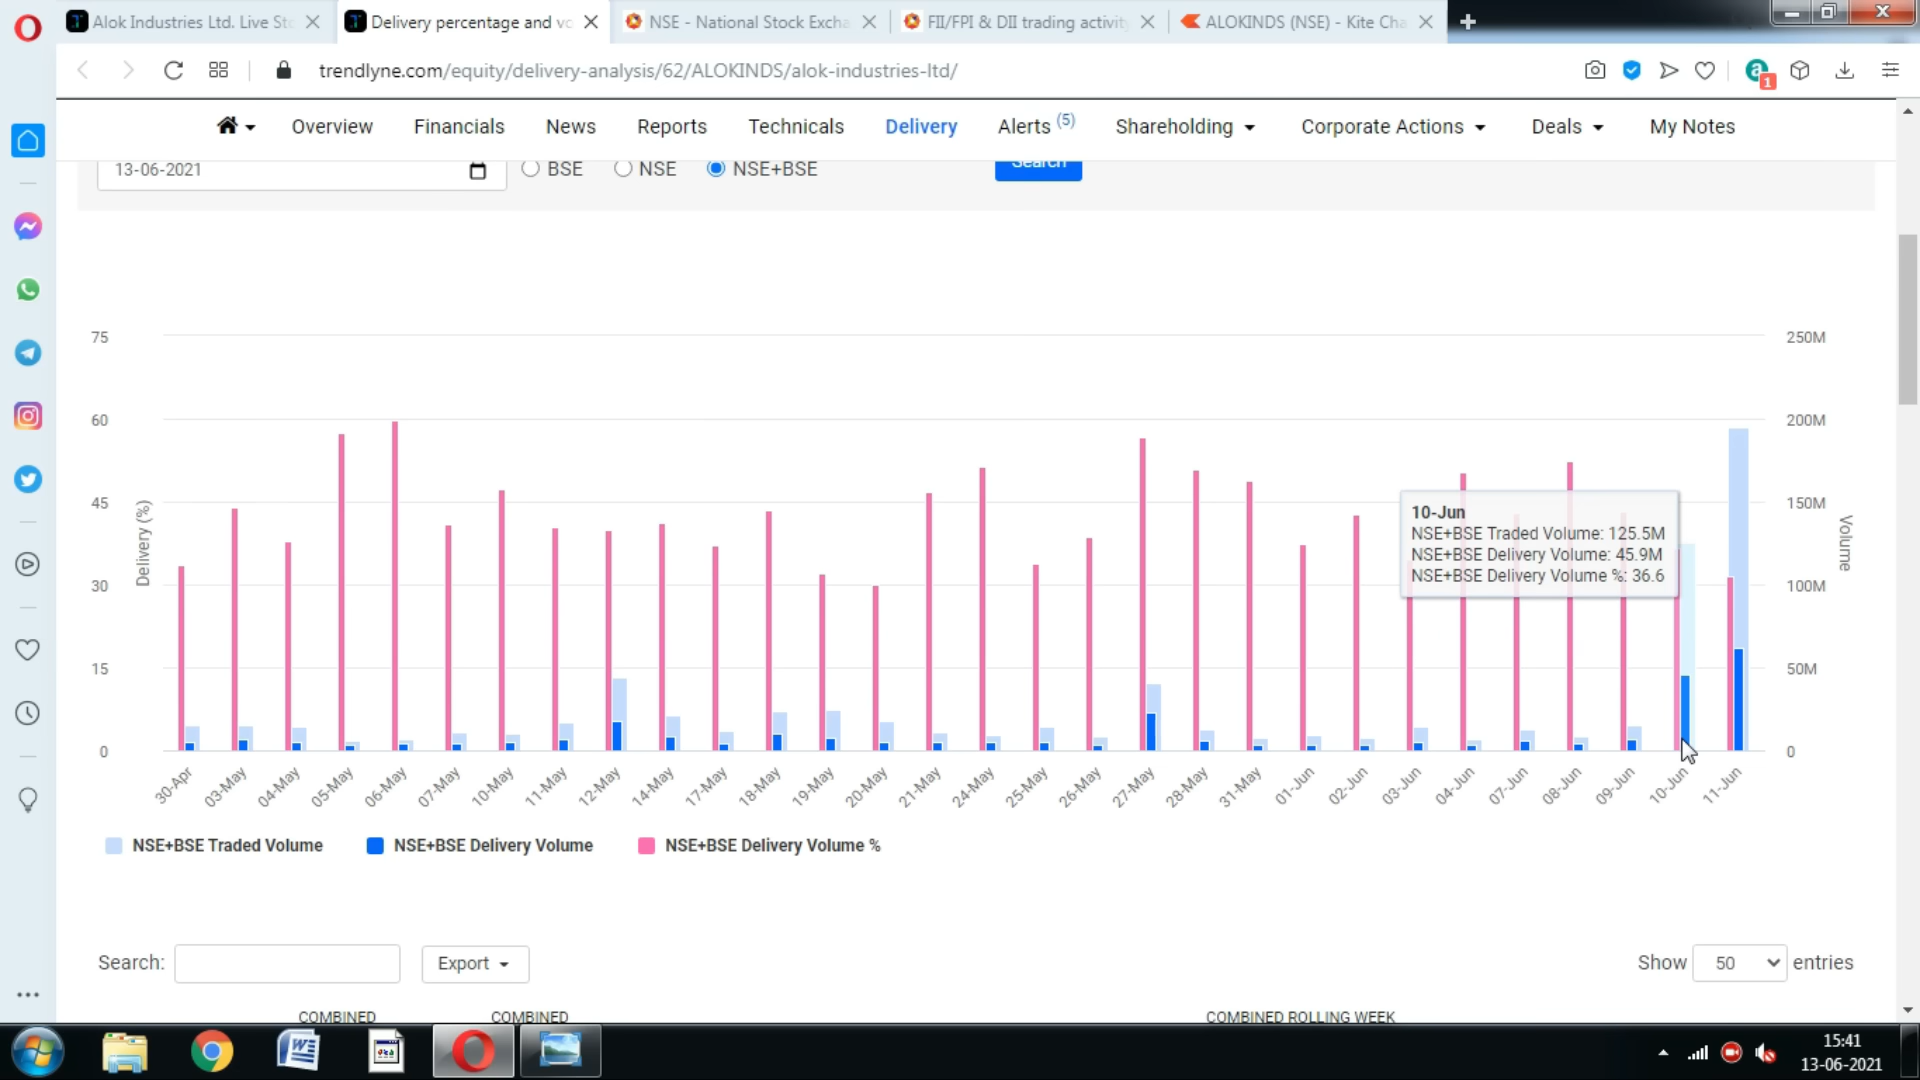 Alok Industries Ltd. Live Sto
Delivery percentage and vo
NSE - National Stock Excha
FII/FPI & DII trading activity
ALOKINDS (NSE) - Kite Cha
trendlyne.com/equity/delivery-analysis/62/ALOKINDS/alok-industries-ltd/
1
Overview Financials News Reports Technicals Delivery Alerts (5) Shareholding Corporate Actions Deals My Notes
13-06-2021 BSE NSE NSE+BSE Search
75 250M
60 200M
45 150M
30 100M
15 50M
0 0
Delivery (%)
Volume
10-Jun
NSE+BSE Traded Volume: 125.5M
NSE+BSE Delivery Volume: 45.9M
NSE+BSE Delivery Volume %: 36.6
30-Apr 03-May 04-May 05-May 06-May 07-May 10-May 11-May 12-May 14-May 17-May 18-May 19-May 20-May 21-May 24-May 25-May 26-May 27-May 28-May 31-May 01-Jun 02-Jun 03-Jun 04-Jun 07-Jun 08-Jun 09-Jun 10-Jun 11-Jun
NSE+BSE Traded Volume NSE+BSE Delivery Volume NSE+BSE Delivery Volume %
Search: Export Show 50 entries
COMBINED COMBINED COMBINED ROLLING WEEK
15:41
13-06-2021